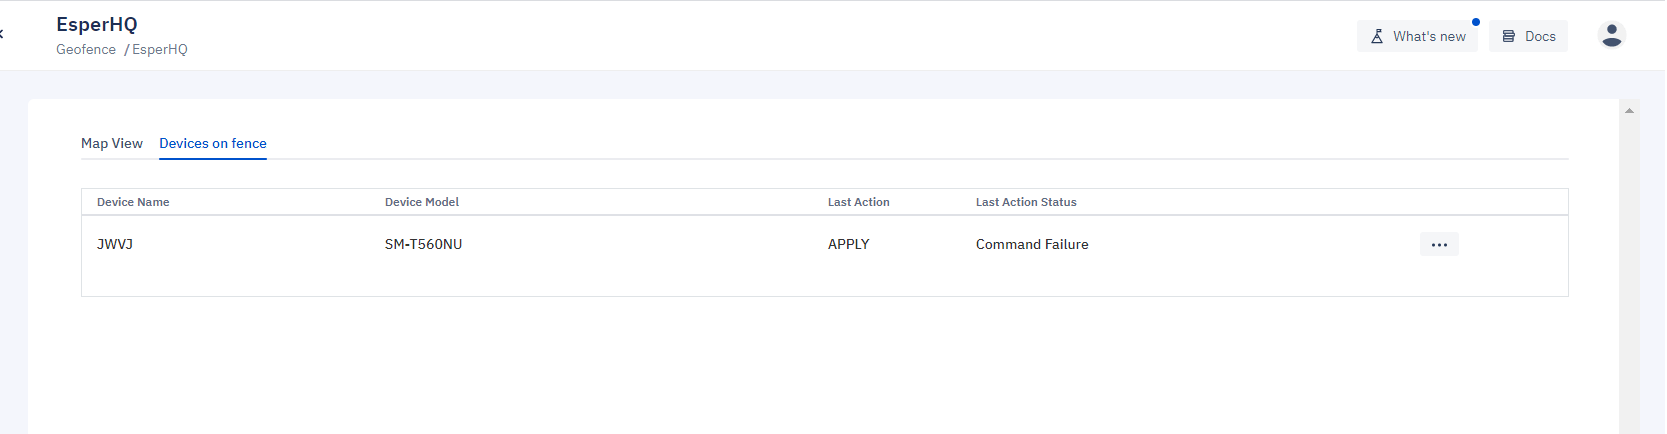 EsperHQ
Geofence / EsperHQ
What's new
Docs
Map View
Devices on fence
Device Name Device Model Last Action Last Action Status
JWVJ SM-T560NU APPLY Command Failure